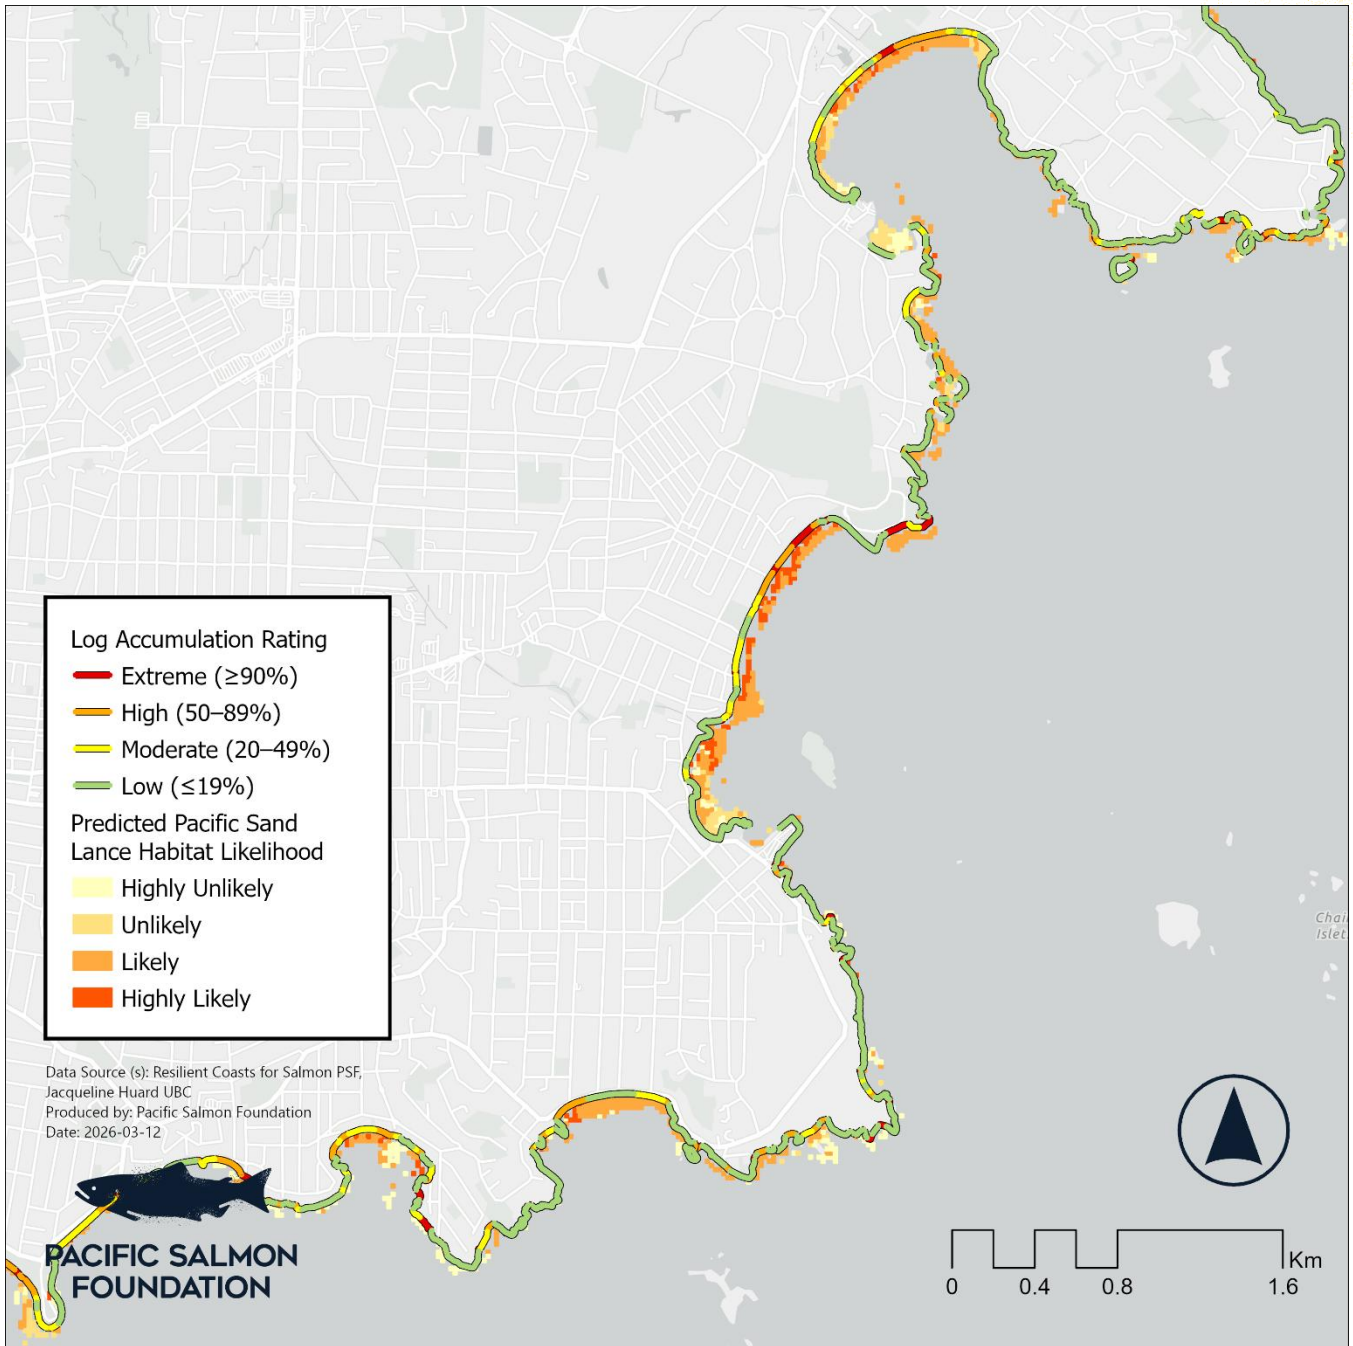 Log Accumulation Rating
Extreme (≥90%)
High (50–89%)
Moderate (20–49%)
Low (≤19%)
Predicted Pacific Sand
Lance Habitat Likelihood
Highly Unlikely
Unlikely
Likely
Highly Likely
Data Source (s): Resilient Coasts for Salmon PSF,
Jacqueline Huard UBC
Produced by: Pacific Salmon Foundation
Date: 2026-03-12
PACIFIC SALMON
FOUNDATION
Km
0 0.4 0.8 1.6